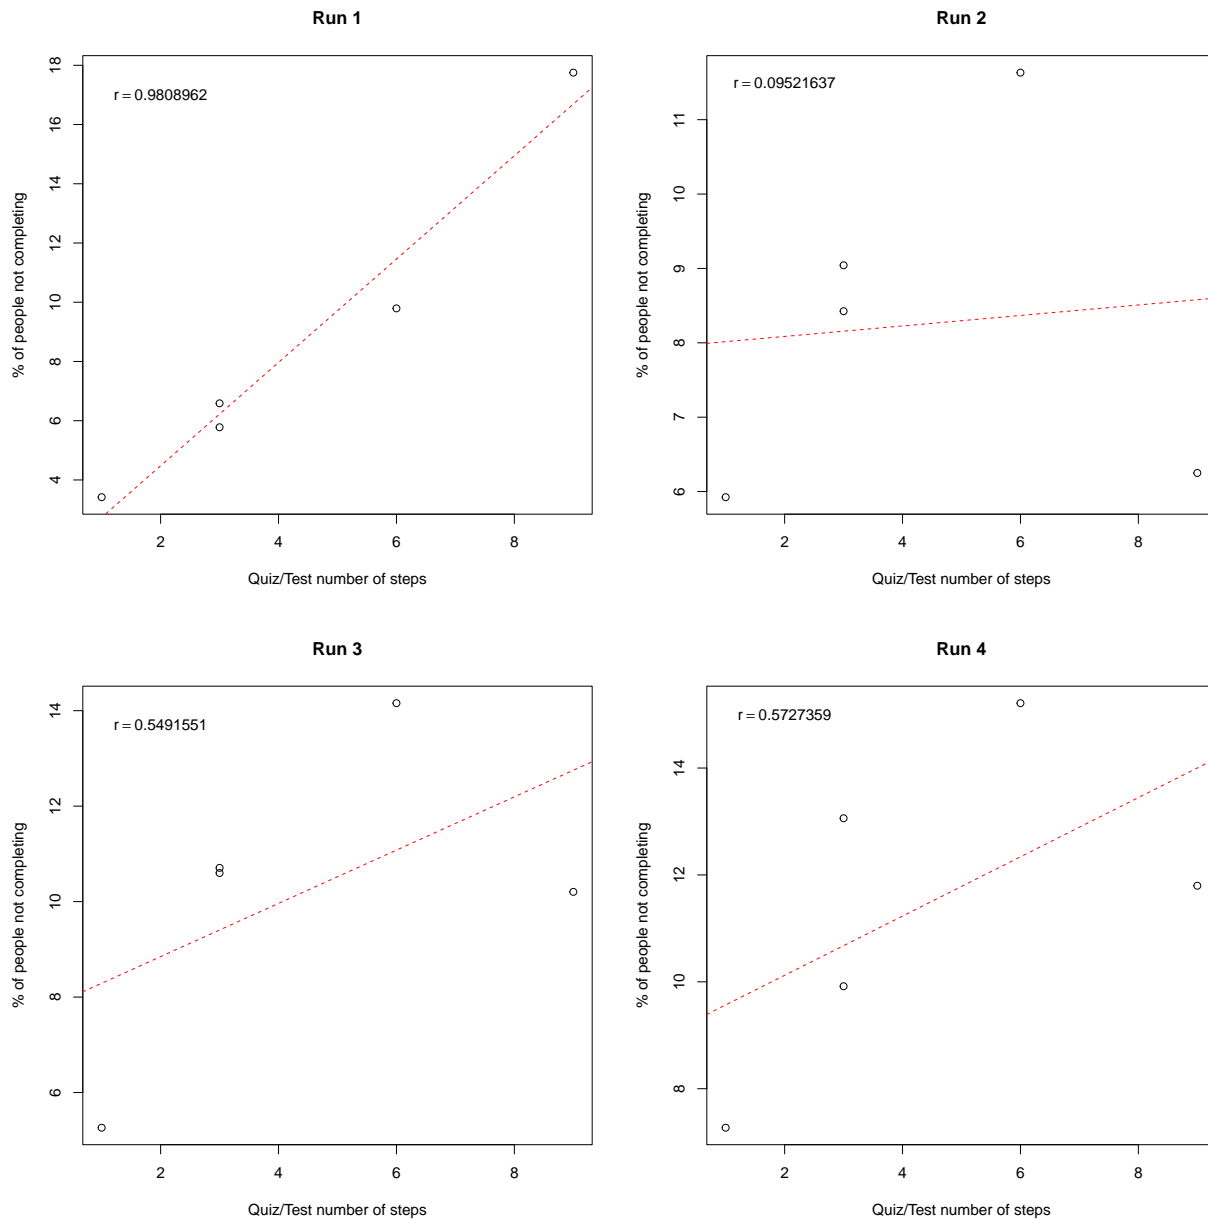 Run 1
r = 0.9808962
18
16
14
12
10
8
6
4
% of people not completing
2 4 6 8
Quiz/Test number of steps
Run 2
r = 0.09521637
11
10
9
8
7
6
% of people not completing
2 4 6 8
Quiz/Test number of steps
Run 3
r = 0.5491551
14
12
10
8
6
% of people not completing
2 4 6 8
Quiz/Test number of steps
Run 4
r = 0.5727359
14
12
10
8
% of people not completing
2 4 6 8
Quiz/Test number of steps